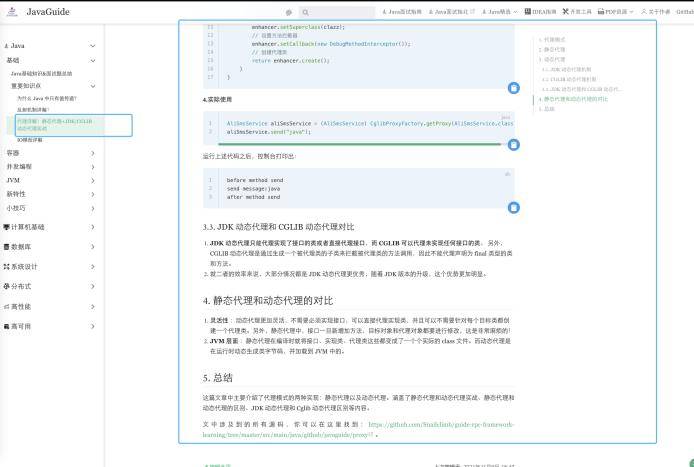 JavaGuide
Java面试指南
Java面试北
Java精选
IDEA指南
开发工具
PDF资源
关于作者
GitHub
Java
基础
Java基础知识&面试题总结
重要知识点
为什么 Java 中只有值传递?
反射机制详解!
代理详解!静态代理+JDK/CGLIB
动态代理实战
IO模型详解
容器
并发编程
JVM
新特性
小技巧
计算机基础
数据库
系统设计
分布式
高性能
高可用
11 enhancer.setSuperclass(clazz);
12 // 设置方法拦截器
13 enhancer.setCallback(new DebugMethodInterceptor());
14 // 创建代理类
15 return enhancer.create();
16 }
17 }
4.实际使用
java
1 AliSmsService aliSmsService = (AliSmsService) CglibProxyFactory.getProxy(AliSmsService.class
2 aliSmsService.send("java");
运行上述代码之后,控制台打印出:
sh
1 before method send
2 send message:java
3 after method send
3.3. JDK 动态代理和 CGLIB 动态代理对比
1. JDK 动态代理只能代理实现了接口的类或者直接代理接口,而 CGLIB 可以代理未实现任何接口的类。 另外,
CGLIB 动态代理是通过生成一个被代理类的子类来拦截被代理类的方法调用,因此不能代理声明为 final 类型的类
和方法。
2. 就二者的效率来说,大部分情况都是 JDK 动态代理更优秀,随着 JDK 版本的升级,这个优势更加明显。
4. 静态代理和动态代理的对比
1. 灵活性 :动态代理更加灵活,不需要必须实现接口,可以直接代理实现类,并且可以不需要针对每个目标类都创
建一个代理类。另外,静态代理中,接口一旦新增加方法,目标对象和代理对象都要进行修改,这是非常麻烦的!
2. JVM 层面 :静态代理在编译时就将接口、实现类、代理类这些都变成了一个个实际的 class 文件。而动态代理是
在运行时动态生成类字节码,并加载到 JVM 中的。
5. 总结
这篇文章中主要介绍了代理模式的两种实现:静态代理以及动态代理。涵盖了静态代理和动态代理实战、静态代理和
动态代理的区别、JDK 动态代理和 Cglib 动态代理区别等内容。
文中涉及到的所有源码,你可以在这里找到:https://github.com/Snailclimb/guide-rpc-framework-
learning/tree/master/src/main/java/github/javaguide/proxy 。
1. 代理模式
2. 静态代理
3. 动态代理
3.1. JDK 动态代理机制
3.2. CGLIB 动态代理机制
3.3. JDK 动态代理和 CGLIB 动态代...
4. 静态代理和动态代理的对比
5. 总结